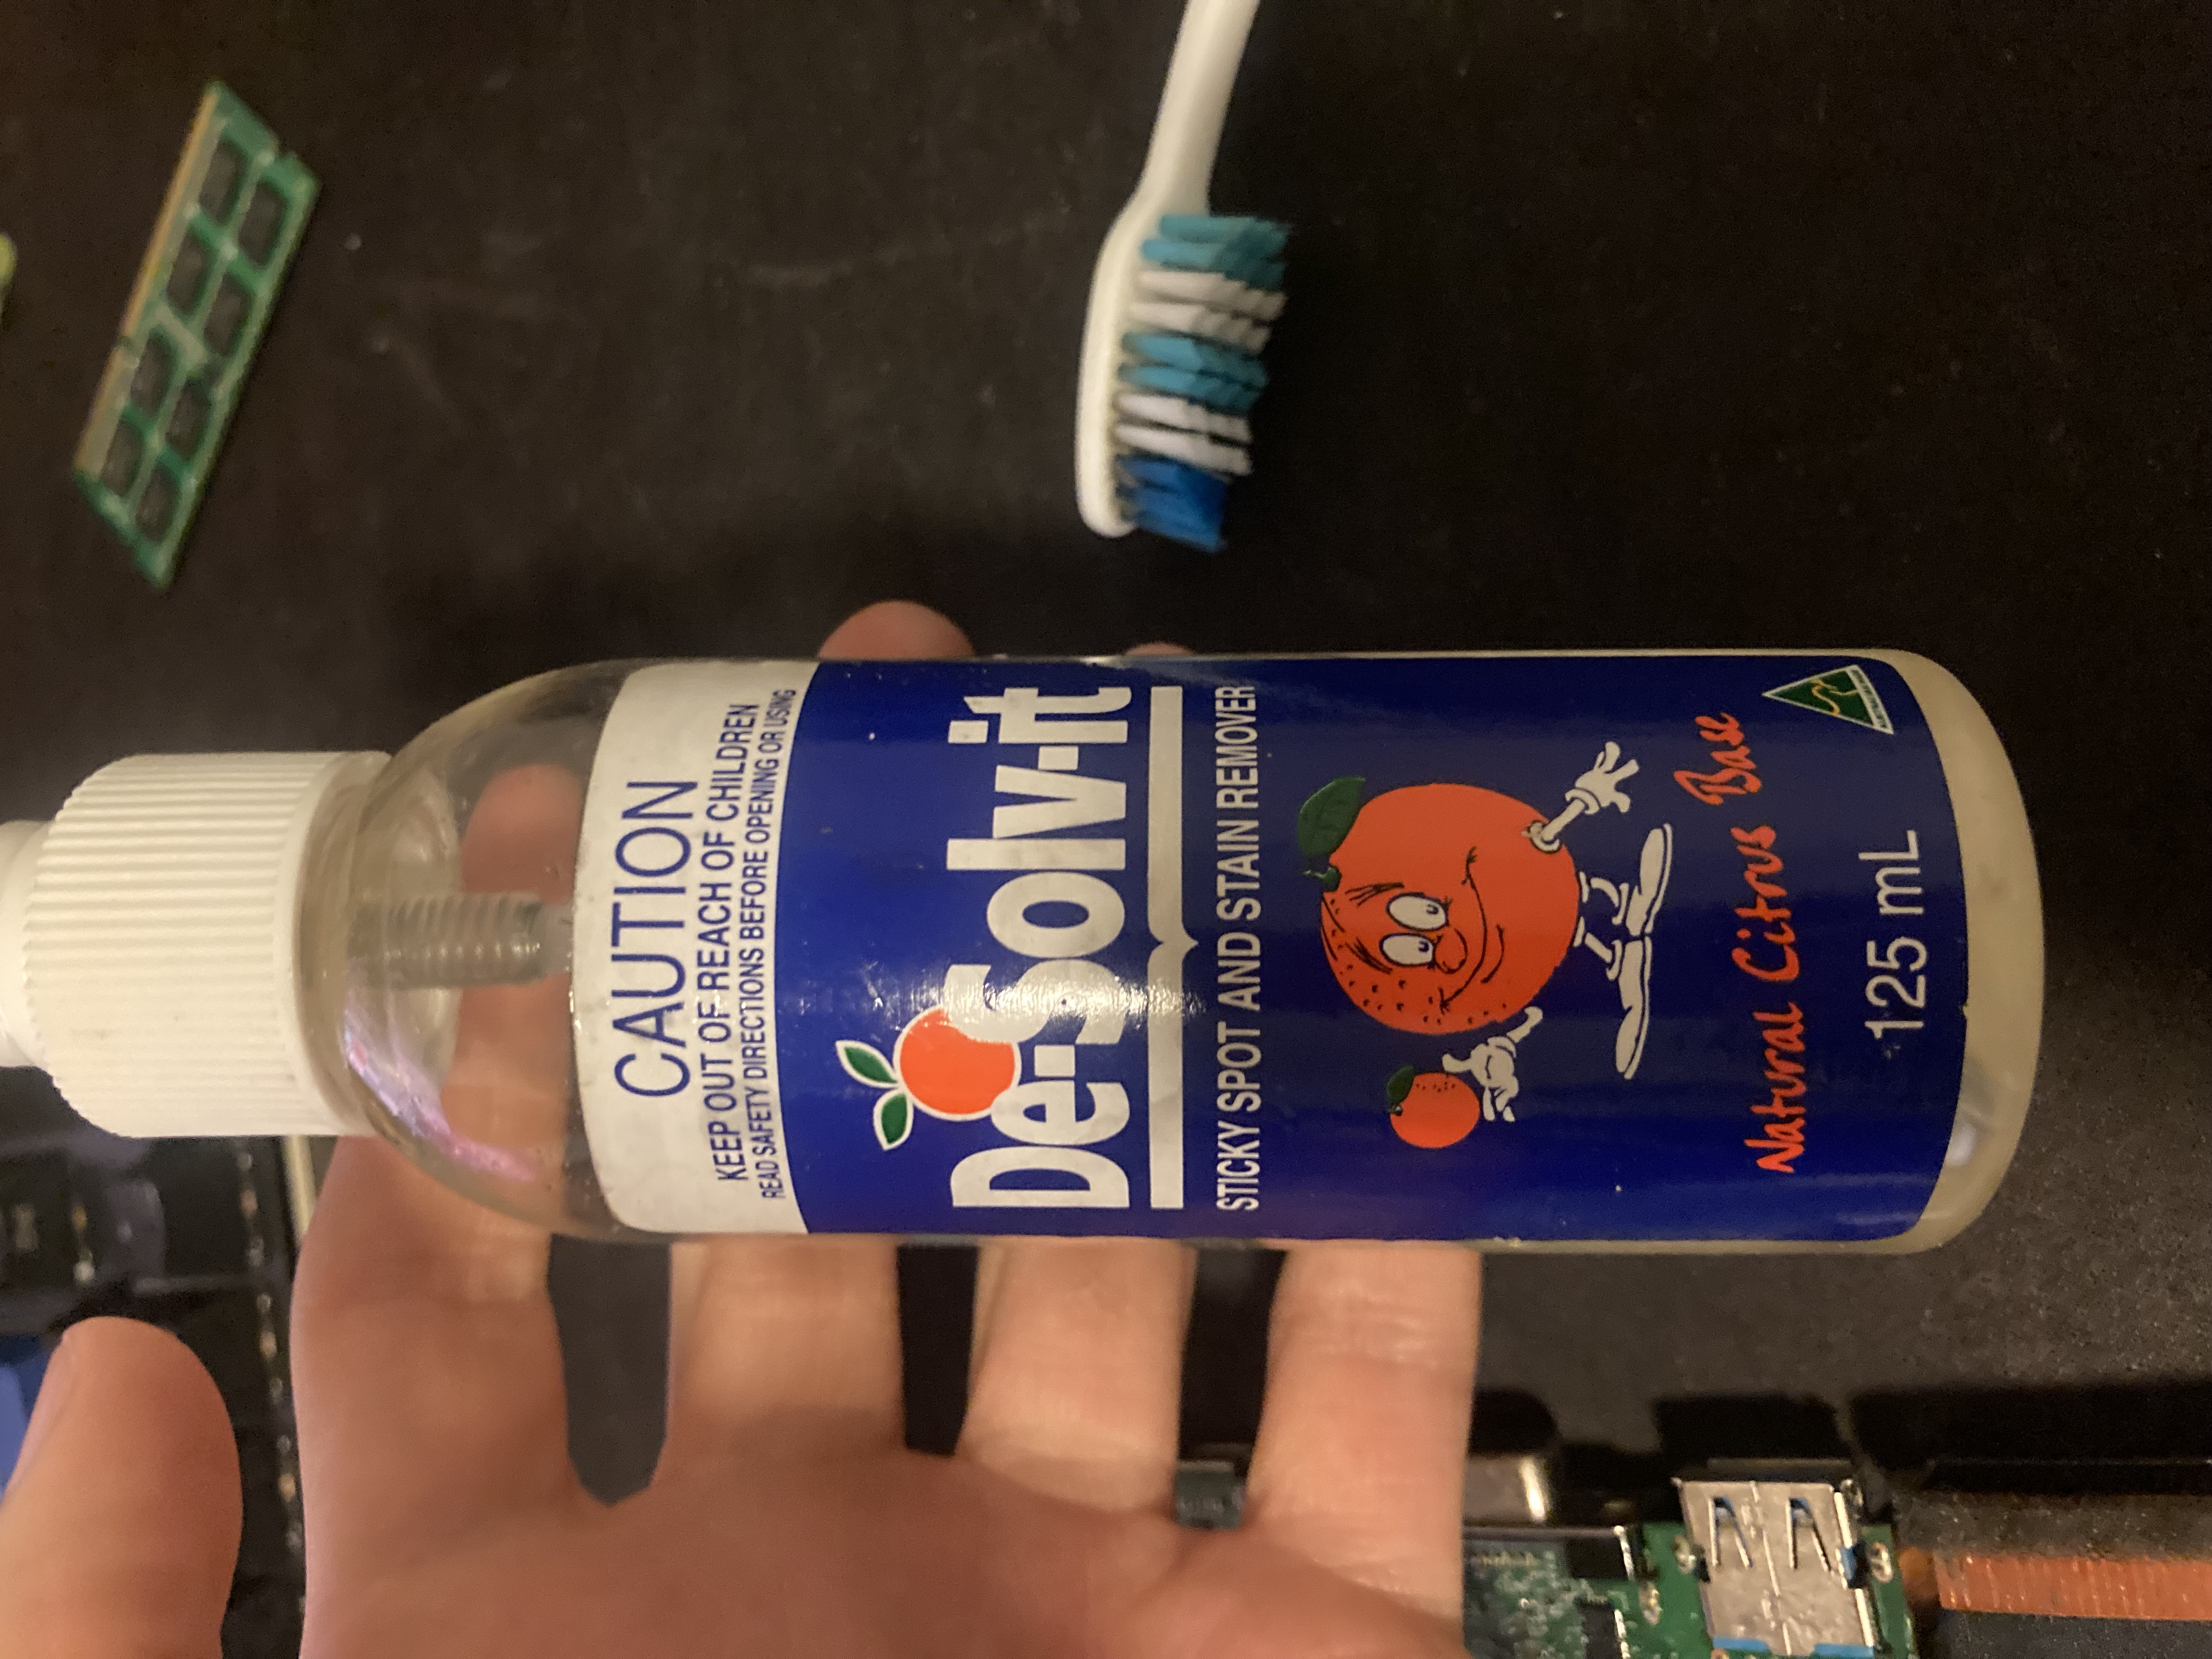 CAUTION
KEEP OUT OF REACH OF CHILDREN
READ SAFETY DIRECTIONS BEFORE OPENING OR USING
De-Solv-it
STICKY SPOT AND STAIN REMOVER
Natural Citrus Base
125 mL